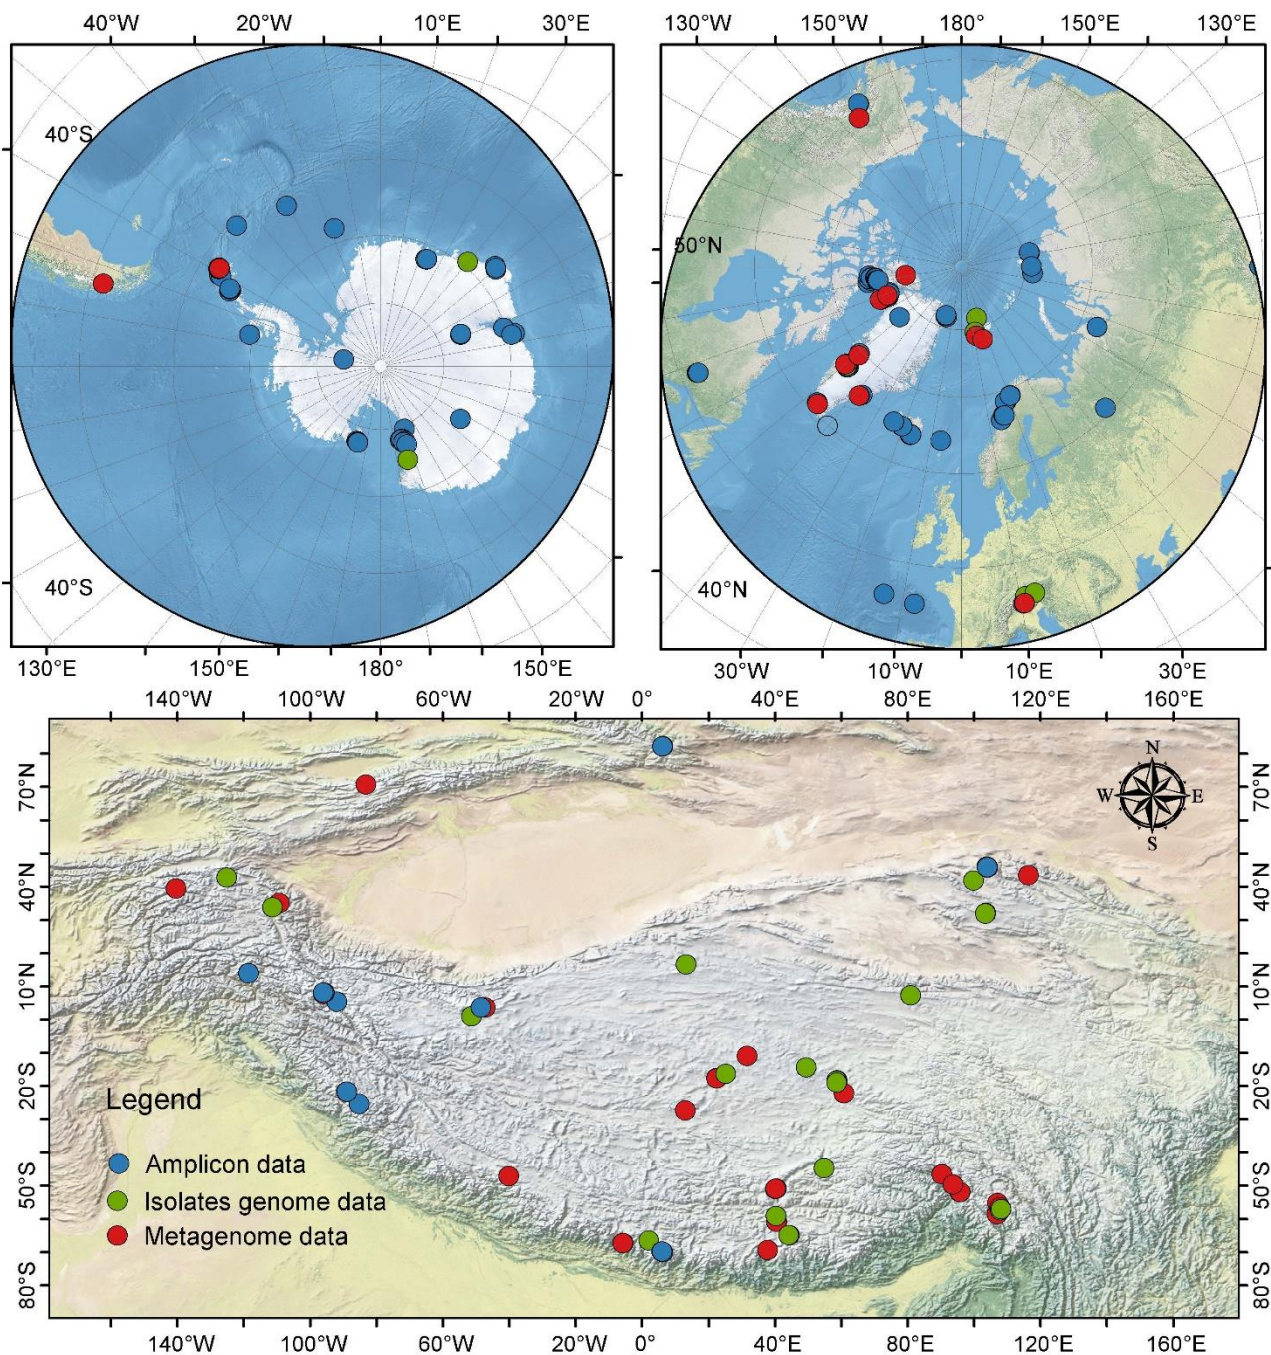 40°W 20°W 10°E 30°E
130°W 150°W 180° 150°E 130°E
40°S
50°N
40°S
40°N
130°E 150°E 180° 150°E
30°W 10°W 10°E 30°E
140°W 100°W 60°W 20°W 0° 40°E 80°E 120°E 160°E
N
W E
S
70°N 70°N
40°N 40°N
10°N 10°N
20°S 20°S
50°S 50°S
80°S 80°S
Legend
Amplicon data
Isolates genome data
Metagenome data
140°W 100°W 60°W 20°W 0° 40°E 80°E 120°E 160°E